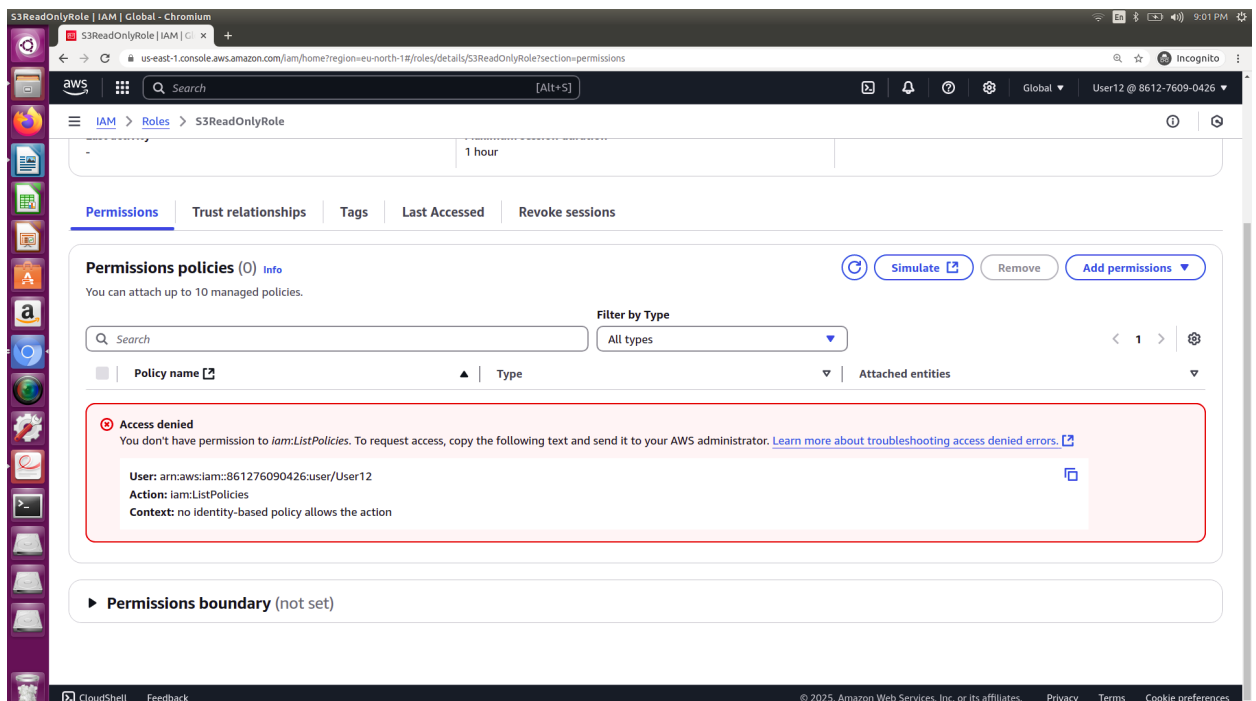 S3ReadOnlyRole | IAM | Global - Chromium
En
9:01 PM
S3ReadOnlyRole | IAM | Gl
us-east-1.console.aws.amazon.com/iam/home?region=eu-north-1#/roles/details/S3ReadOnlyRole?section=permissions
Incognito
aws
Search
[Alt+S]
Global
User12 @ 8612-7609-0426
IAM > Roles > S3ReadOnlyRole
-
1 hour
Permissions
Trust relationships
Tags
Last Accessed
Revoke sessions
Permissions policies (0) Info
Simulate
Remove
Add permissions
You can attach up to 10 managed policies.
Filter by Type
Search
All types
1
Policy name
Type
Attached entities
Access denied
You don't have permission to iam:ListPolicies. To request access, copy the following text and send it to your AWS administrator. Learn more about troubleshooting access denied errors.
User: arn:aws:iam::861276090426:user/User12
Action: iam:ListPolicies
Context: no identity-based policy allows the action
Permissions boundary (not set)
CloudShell
Feedback
© 2025, Amazon Web Services, Inc. or its affiliates.
Privacy
Terms
Cookie preferences